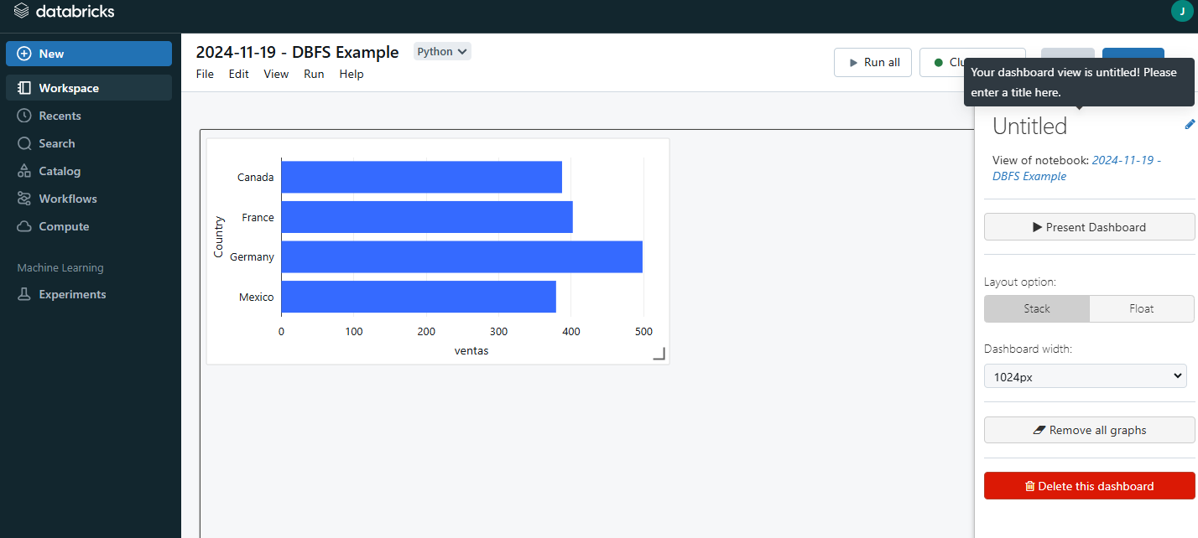 databricks
J
New
Workspace
Recents
Search
Catalog
Workflows
Compute
Machine Learning
Experiments
2024-11-19 - DBFS Example
Python
File Edit View Run Help
Run all
Your dashboard view is untitled! Please
enter a title here.
Canada
France
Germany
Mexico
Country
0 100 200 300 400 500
ventas
Untitled
View of notebook: 2024-11-19 -
DBFS Example
Present Dashboard
Layout option:
Stack Float
Dashboard width:
1024px
Remove all graphs
Delete this dashboard